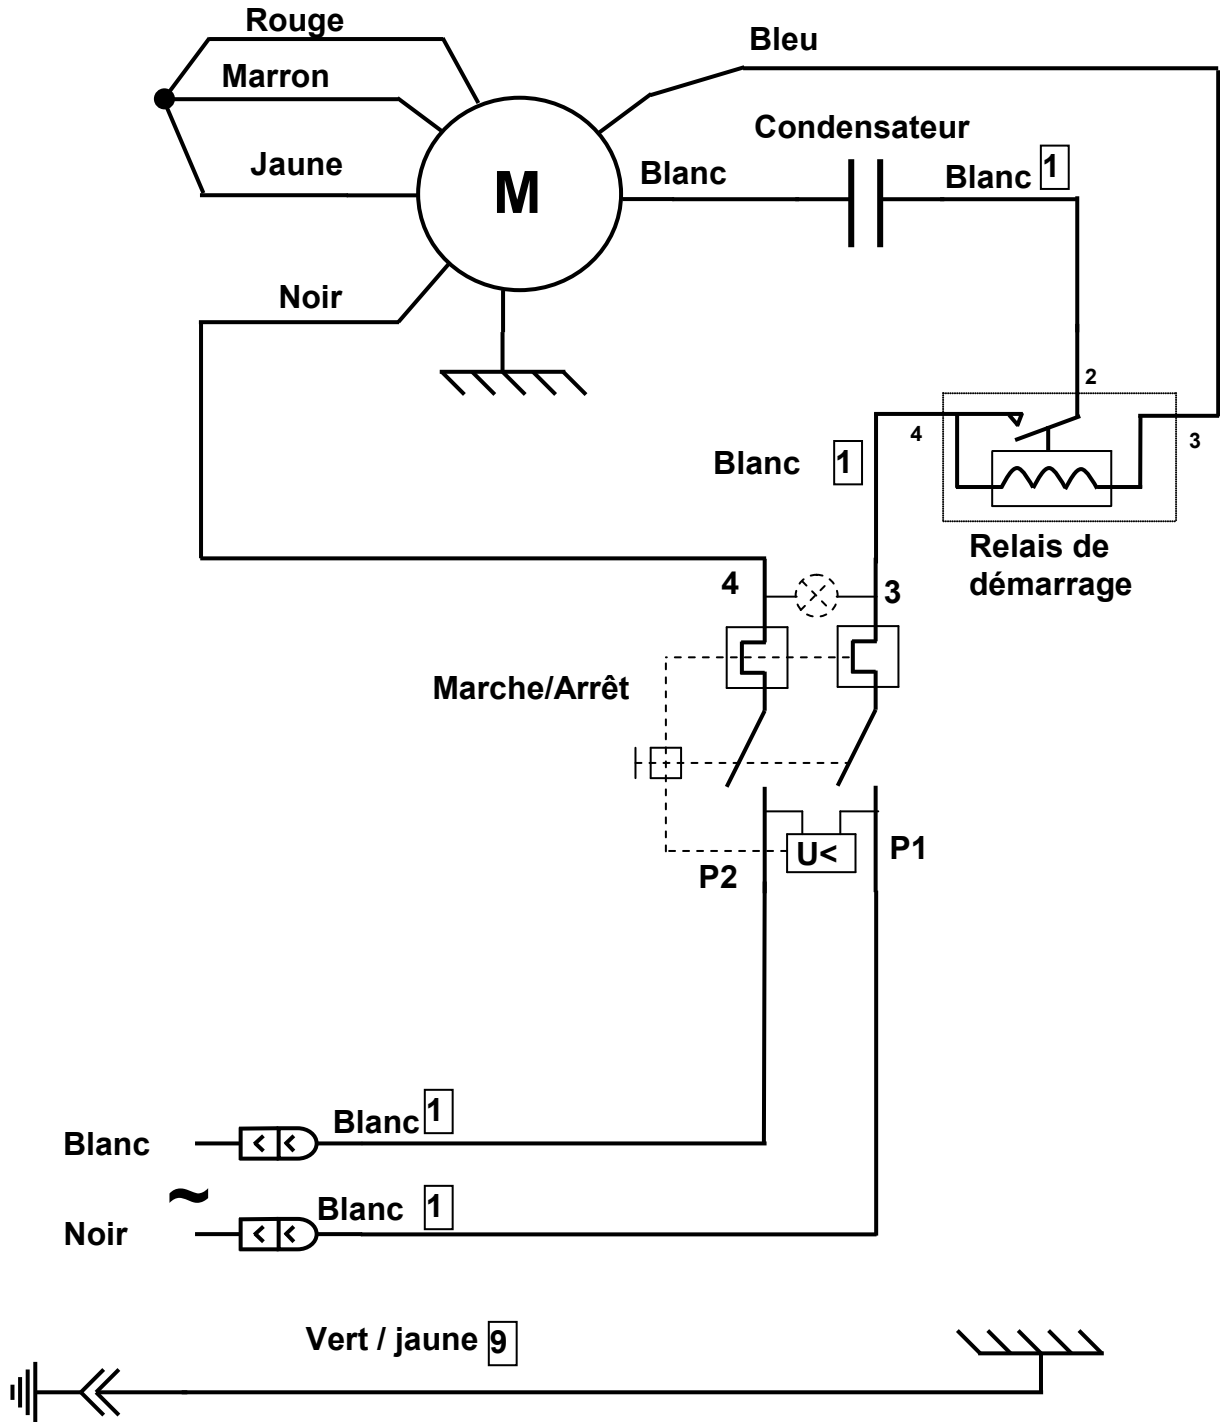 Rouge
Bleu
Marron
Condensateur
Jaune
M
Blanc
Blanc 1
Noir
2
4
3
Blanc 1
Relais de
démarrage
4
3
Marche/Arrêt
U<
P1
P2
Blanc 1
Blanc
~
Blanc 1
Noir
Vert / jaune 9